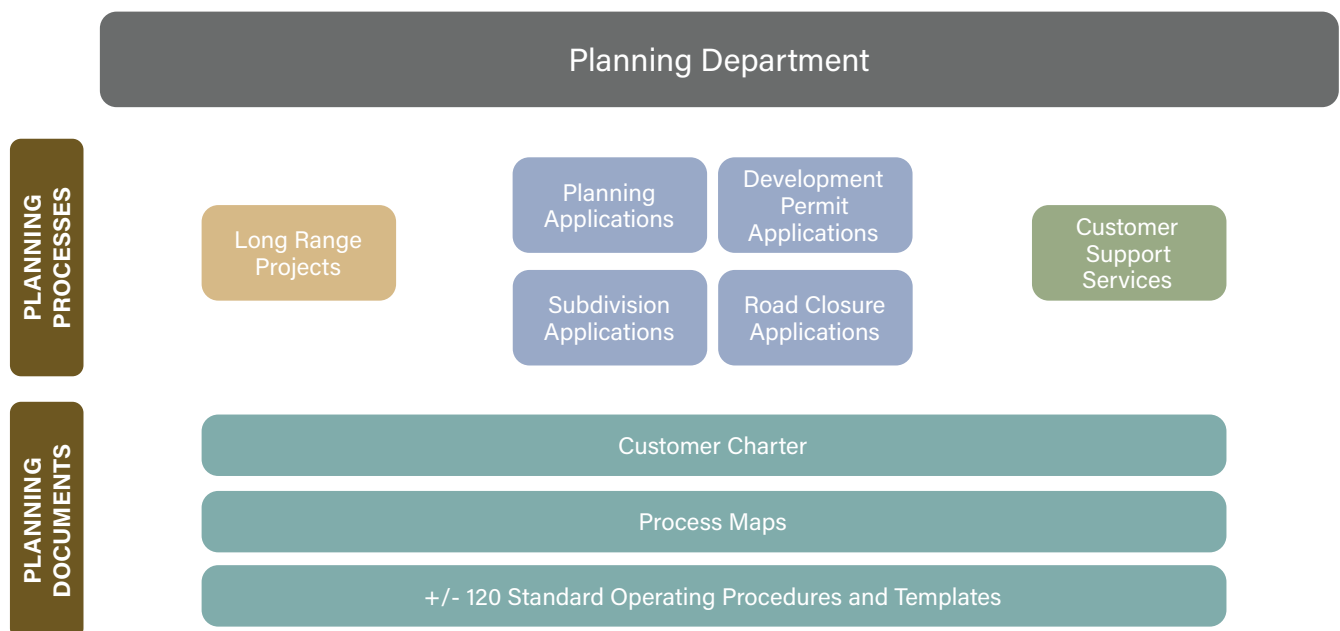 Planning Department
PLANNING
PROCESSES
Long Range
Projects
Planning
Applications
Development
Permit
Applications
Subdivision
Applications
Road Closure
Applications
Customer
Support
Services
PLANNING
DOCUMENTS
Customer Charter
Process Maps
+/- 120 Standard Operating Procedures and Templates